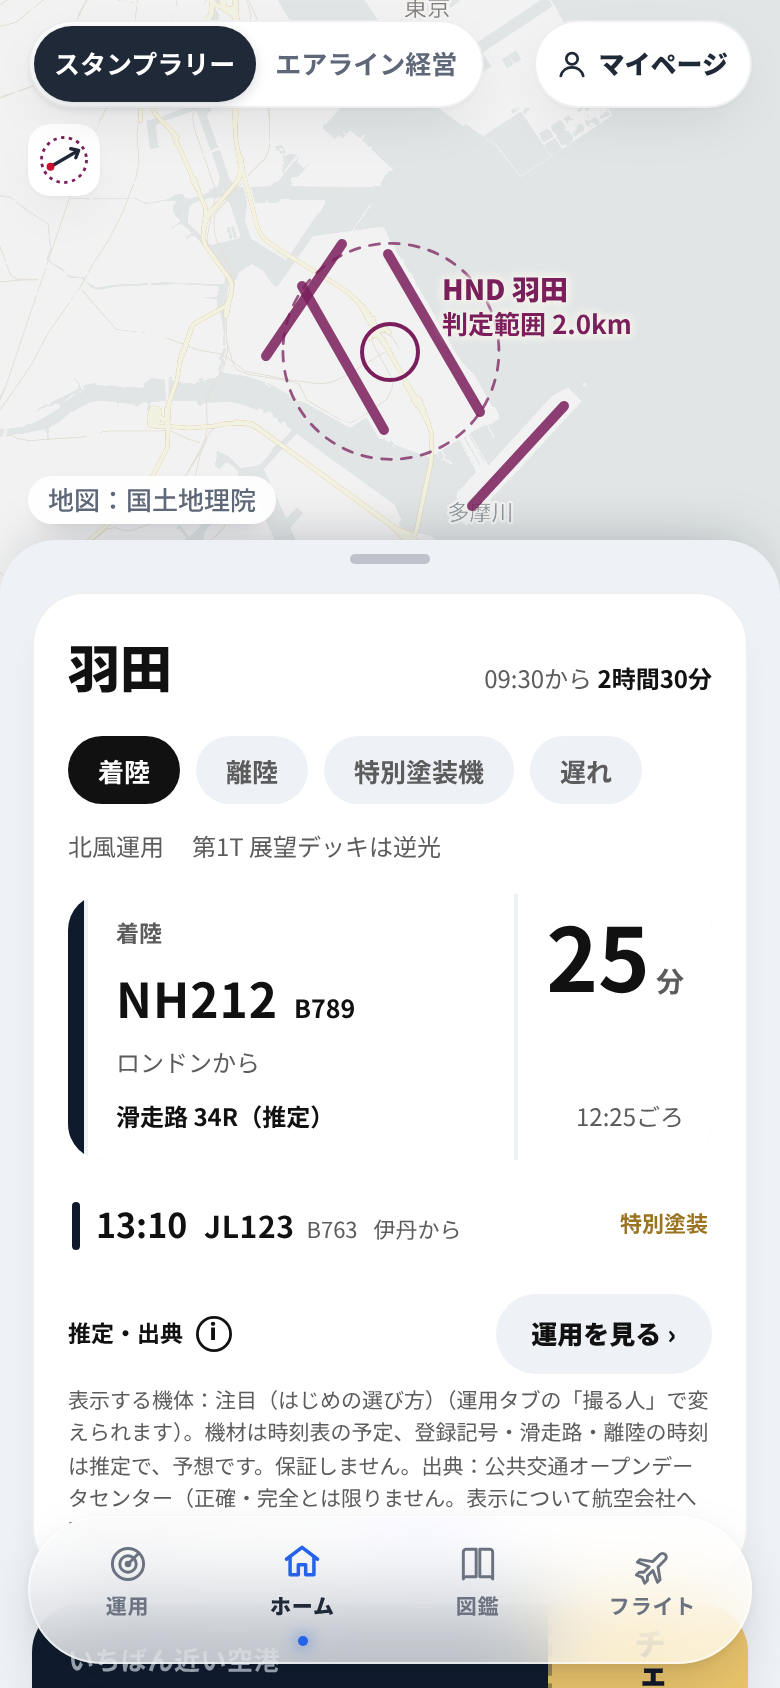 東京
スタンプラリー
エアライン経営
マイページ
HND 羽田
判定範囲 2.0km
地図：国土地理院
多摩川
羽田
09:30から 2時間30分
着陸
離陸
特別塗装機
遅れ
北風運用 第1T 展望デッキは逆光
着陸
NH212 B789
ロンドンから
滑走路 34R（推定）
25分
12:25ごろ
13:10 JL123 B763 伊丹から
特別塗装
推定・出典 i
運用を見る ›
表示する機体：注目（はじめの選び方）（運用タブの「撮る人」で変
えられます）。機材は時刻表の予定、登録記号・滑走路・離陸の時刻
は推定で、予想です。保証しません。出典：公共交通オープンデー
タセンター（正確・完全とは限りません。表示について航空会社へ
運用
ホーム
図鑑
フライト
いちばん近い空港
チ
ェ